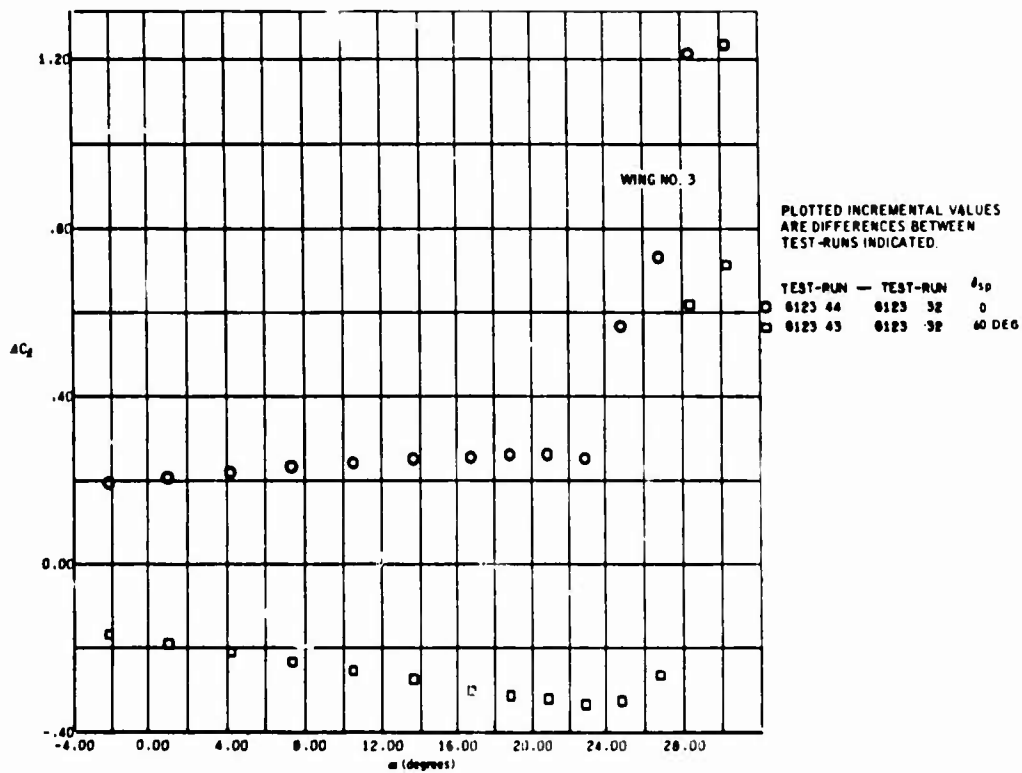 1.20
WING NO. 3
PLOTTED INCREMENTAL VALUES
ARE DIFFERENCES BETWEEN
TEST-RUNS INDICATED.
.80
TEST-RUN — TEST-RUN δsp
6123 44 6123 32 0
6123 43 6123 32 60 DEG
ΔCℓ
.40
0.00
-.40
-4.00 0.00 4.00 8.00 12.00 16.00 20.00 24.00 28.00
α (degrees)